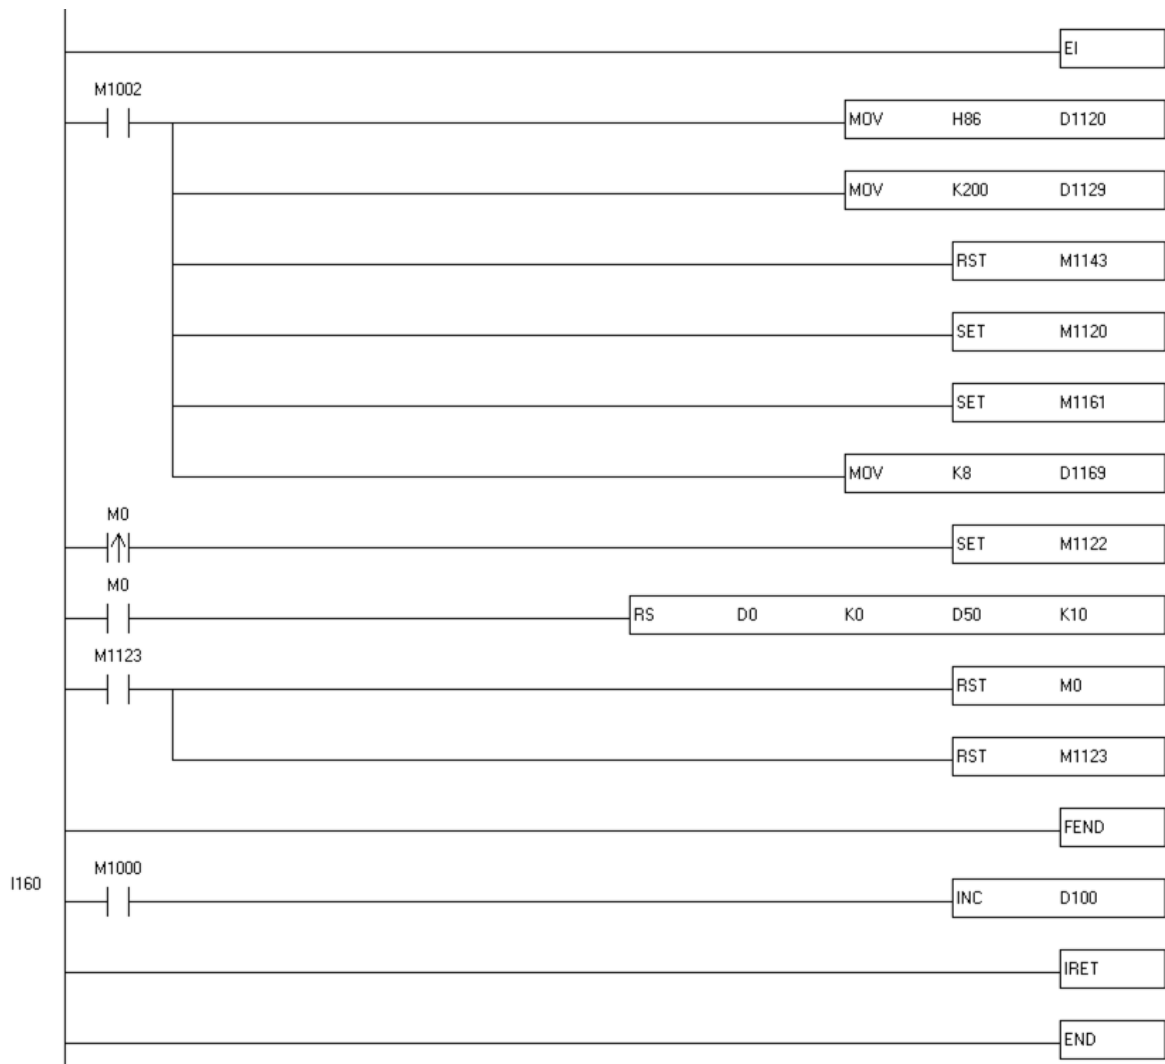 EI
M1002
MOV H86 D1120
MOV K200 D1129
RST M1143
SET M1120
SET M1161
MOV K8 D1169
M0
SET M1122
M0
RS D0 K0 D50 K10
M1123
RST M0
RST M1123
FEND
M1000
I160
INC D100
IRET
END